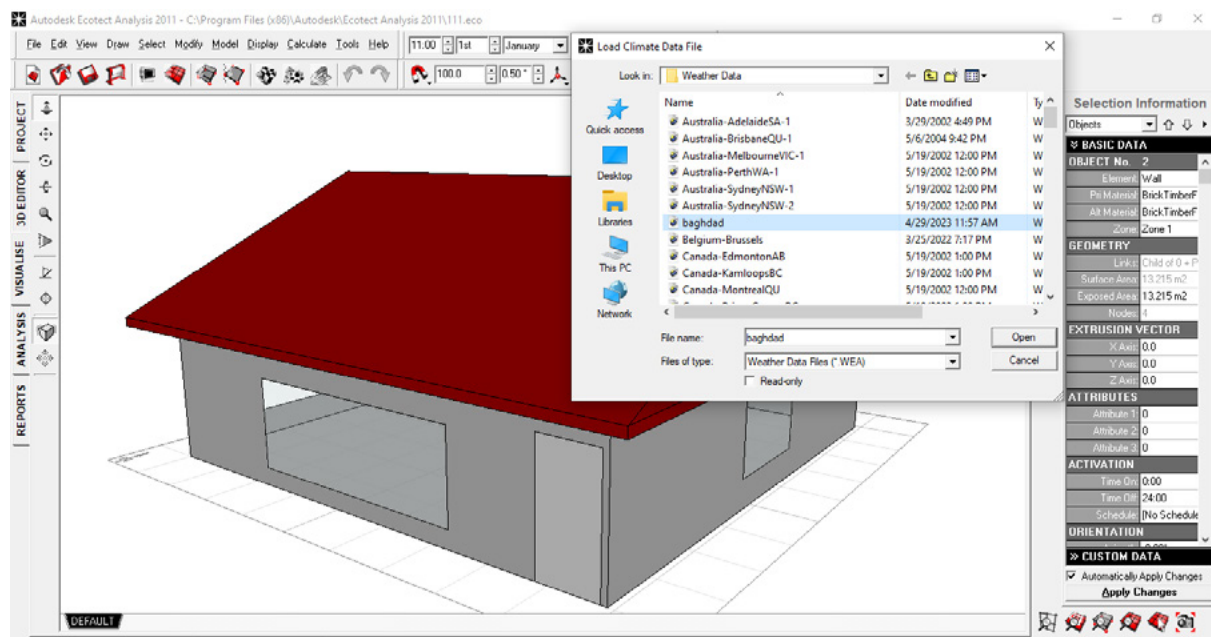 Autodesk Ecotect Analysis 2011 - C:\Program Files (x86)\Autodesk\Ecotect Analysis 2011\111.eco
File Edit View Draw Select Modify Model Display Calculate Tools Help 11:00 1st January
100.0 0.50 °
PROJECT
3D EDITOR
VISUALISE
ANALYSIS
REPORTS
DEFAULT
Load Climate Data File
Look in: Weather Data
Quick access
Desktop
Libraries
This PC
Network
Name Date modified Ty
Australia-AdelaideSA-1 3/29/2002 4:49 PM W
Australia-BrisbaneQU-1 5/6/2004 9:42 PM W
Australia-MelbourneVIC-1 5/19/2002 12:00 PM W
Australia-PerthWA-1 5/19/2002 12:00 PM W
Australia-SydneyNSW-1 5/19/2002 12:00 PM W
Australia-SydneyNSW-2 5/19/2002 12:00 PM W
baghdad 4/29/2023 11:57 AM W
Belgium-Brussels 3/25/2022 7:17 PM W
Canada-EdmontonAB 5/19/2002 1:00 PM W
Canada-KamloopsBC 5/19/2002 1:00 PM W
Canada-MontrealQU 5/19/2002 12:00 PM W
File name: baghdad Open
Files of type: Weather Data Files (*.WEA) Cancel
Read-only
Selection Information
Objects
BASIC DATA
OBJECT No. 2
Element: Wall
Pri Material: BrickTimberF
Alt Material: BrickTimberF
Zone: Zone 1
GEOMETRY
Links: Child of 0 + P
Surface Area: 13.215 m2
Exposed Area: 13.215 m2
Nodes: 4
EXTRUSION VECTOR
X Axis: 0.0
Y Axis: 0.0
Z Axis: 0.0
ATTRIBUTES
Attribute 1: 0
Attribute 2: 0
Attribute 3: 0
ACTIVATION
Time On: 0:00
Time Off: 24:00
Schedule: [No Schedule
ORIENTATION
CUSTOM DATA
Automatically Apply Changes
Apply Changes